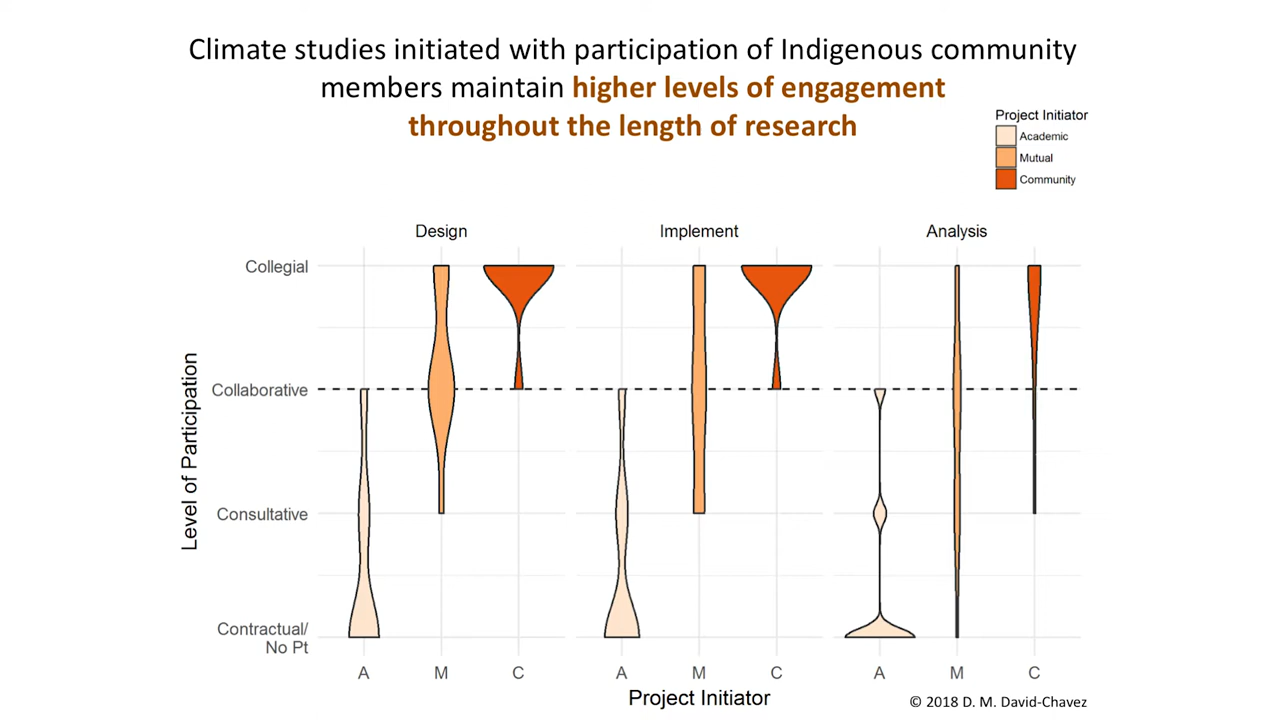 Climate studies initiated with participation of Indigenous community
members maintain higher levels of engagement
throughout the length of research
Project Initiator
Academic
Mutual
Community
Design
Implement
Analysis
Level of Participation
Collegial
Collaborative
Consultative
Contractual/
No Pt
A M C A M C A M C
Project Initiator
© 2018 D. M. David-Chavez